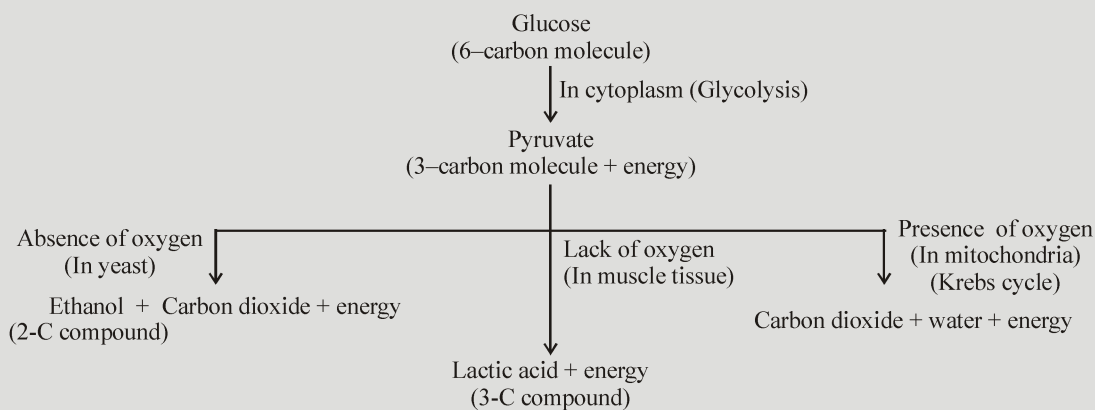 Glucose
(6–carbon molecule)
In cytoplasm (Glycolysis)
Pyruvate
(3–carbon molecule + energy)
Absence of oxygen
(In yeast)
Ethanol + Carbon dioxide + energy
(2-C compound)
Lack of oxygen
(In muscle tissue)
Lactic acid + energy
(3-C compound)
Presence of oxygen
(In mitochondria)
(Krebs cycle)
Carbon dioxide + water + energy